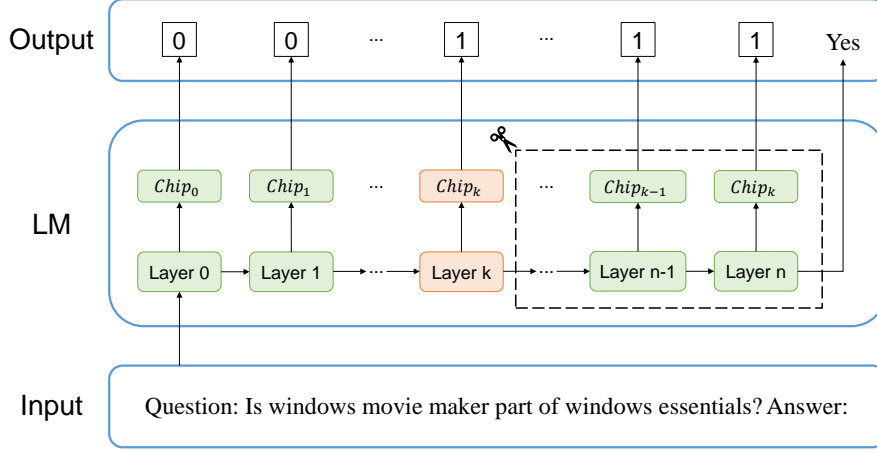 Output 0 0 ... 1 ... 1 1 Yes
LM
Chip₀ Chip₁ ... Chipₖ ... Chipₖ₋₁ Chipₖ
Layer 0 Layer 1 ... Layer k ... Layer n-1 Layer n
Input Question: Is windows movie maker part of windows essentials? Answer: